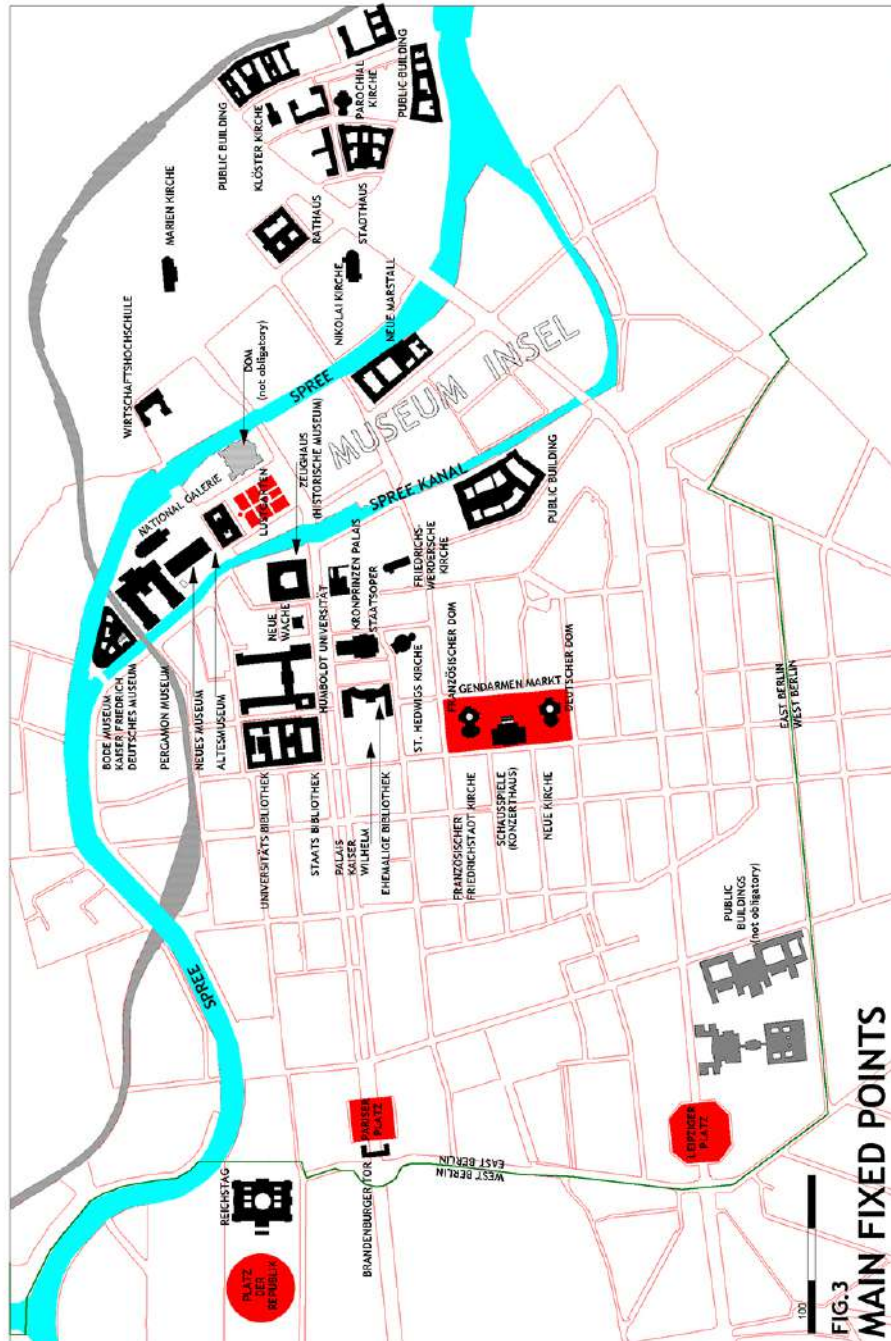 PLATZ
DER
REPUBLIK
REICHSTAG
SPREE
BRANDENBURGER TOR
PARISER
PLATZ
WEST BERLIN
EAST BERLIN
LEIPZIGER
PLATZ
PUBLIC
BUILDINGS
(not obligatory)
BODE MUSEUM
KAISER FRIEDRICH
DEUTSCHES MUSEUM
PERGAMON MUSEUM
NEUES MUSEUM
ALTESMUSEUM
UNIVERSITÄTS BIBLIOTHEK
STAATS BIBLIOTHEK
PALAIS
KAISER
WILHELM
EHEMALIGE BIBLIOTHEK
FRANZÖSISCHER
FRIEDRICHSTADT KIRCHE
SCHAUSSPIELE
(KONZERTHAUS)
NEUE KIRCHE
NEUE
WACHE
HUMBOLDT UNIVERSITÄT
KRONPRINZEN PALAIS
STAATSOPER
ST. HEDWIGS KIRCHE
FRIEDRICHS-
WERDERSCHE
KIRCHE
FRANZÖSISCHER DOM
GENDARMEN MARKT
DEUTSCHER DOM
EAST BERLIN
WEST BERLIN
NATIONAL GALERIE
LUSTGARTEN
ZEUGHAUS
(HISTORISCHE MUSEUM)
DOM
(not obligatory)
WIRTSCHAFTSHOCHSCHULE
SPREE
SPREE KANAL
MUSEUM INSEL
PUBLIC BUILDING
MARIEN KIRCHE
NIKOLAI KIRCHE
NEUE MARSTALL
RATHAUS
STADTHAUS
PUBLIC BUILDING
KLÖSTER KIRCHE
PAROCHIAL
KIRCHE
PUBLIC BUILDING
100
FIG.3
MAIN FIXED POINTS